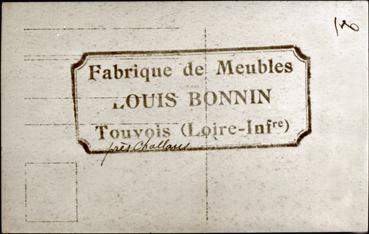 Fabrique de Meubles
LOUIS BONNIN
Touvois (Loire-Infre)
près Challans